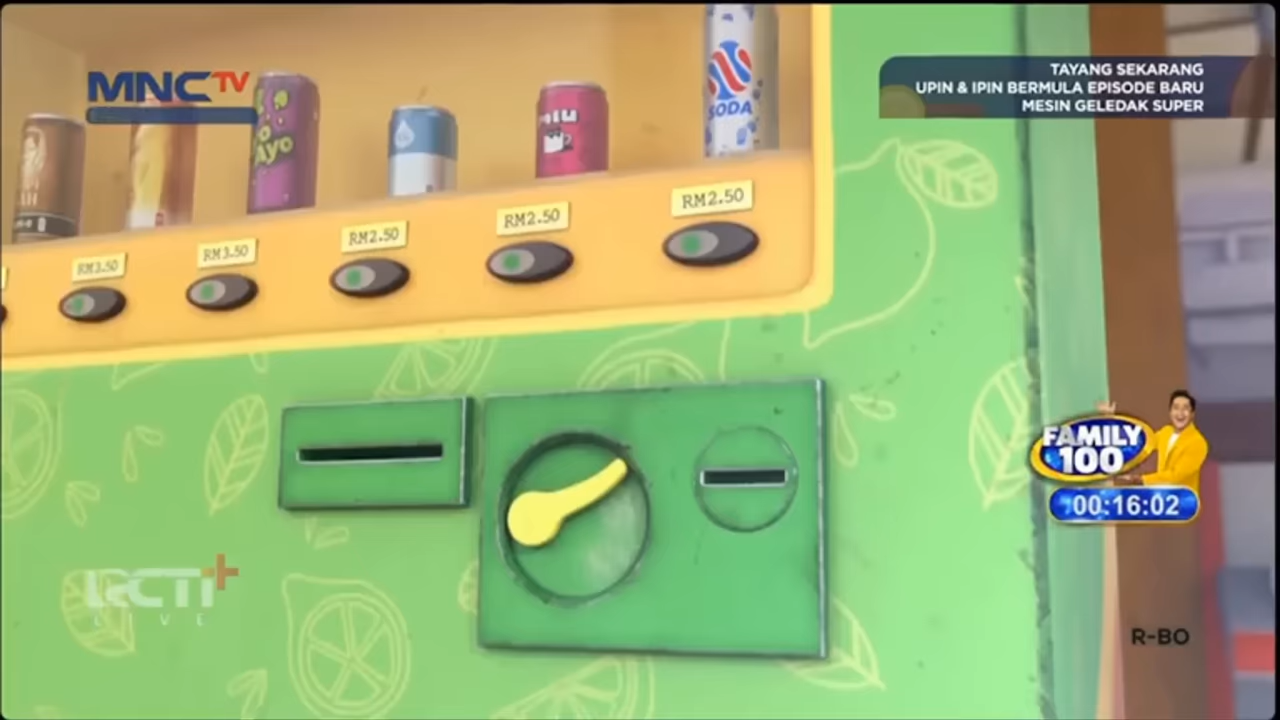 MNCTV
TAYANG SEKARANG
UPIN & IPIN BERMULA EPISODE BARU
MESIN GELEDAK SUPER
SODA
Ayo
RM3.50
RM3.50
RM2.50
RM2.50
RM2.50
FAMILY
100
00:16:02
RCTI+
LIVE
R-BO